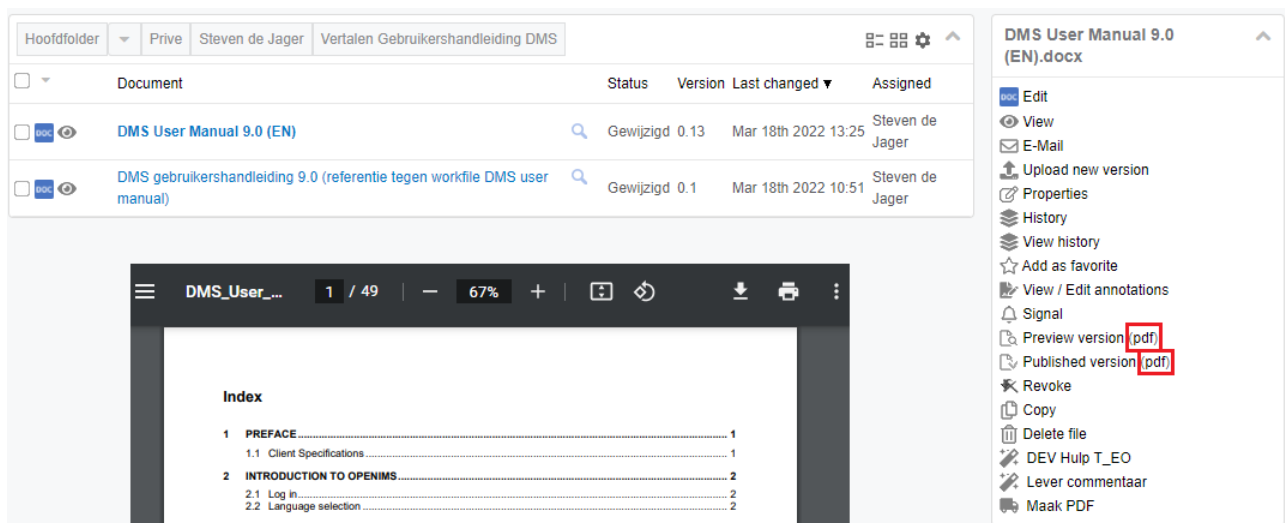 Hoofdfolder Prive Steven de Jager Vertalen Gebruikershandleiding DMS
Document Status Version Last changed ▼ Assigned
DOC DMS User Manual 9.0 (EN) Gewijzigd 0.13 Mar 18th 2022 13:25 Steven de
Jager
DOC DMS gebruikershandleiding 9.0 (referentie tegen workfile DMS user
manual) Gewijzigd 0.1 Mar 18th 2022 10:51 Steven de
Jager
DMS_User_... 1 / 49 67%
Index
1 PREFACE 1
1.1 Client Specifications 1
2 INTRODUCTION TO OPENIMS 2
2.1 Log in 2
2.2 Language selection 2
DMS User Manual 9.0
(EN).docx
DOC Edit
View
E-Mail
Upload new version
Properties
History
View history
Add as favorite
View / Edit annotations
Signal
Preview version (pdf)
Published version (pdf)
Revoke
Copy
Delete file
DEV Hulp T_EO
Lever commentaar
Maak PDF